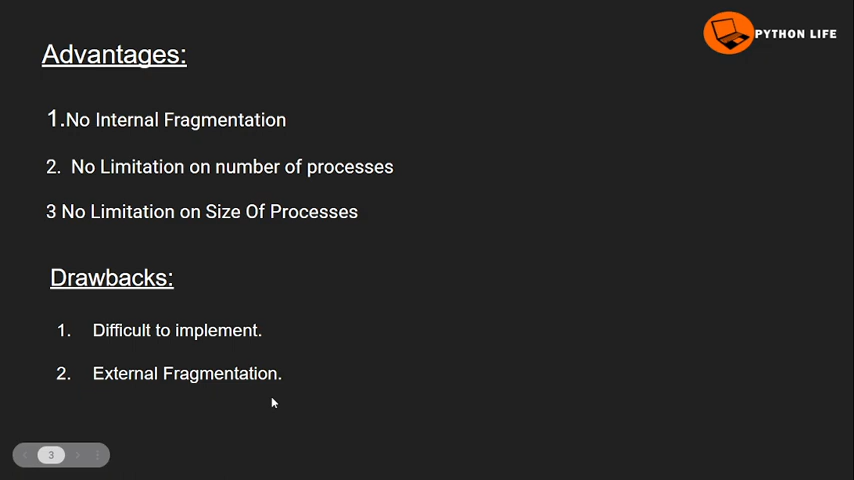 PYTHON LIFE
Advantages:
1.No Internal Fragmentation
2. No Limitation on number of processes
3 No Limitation on Size Of Processes
Drawbacks:
1. Difficult to implement.
2. External Fragmentation.
3